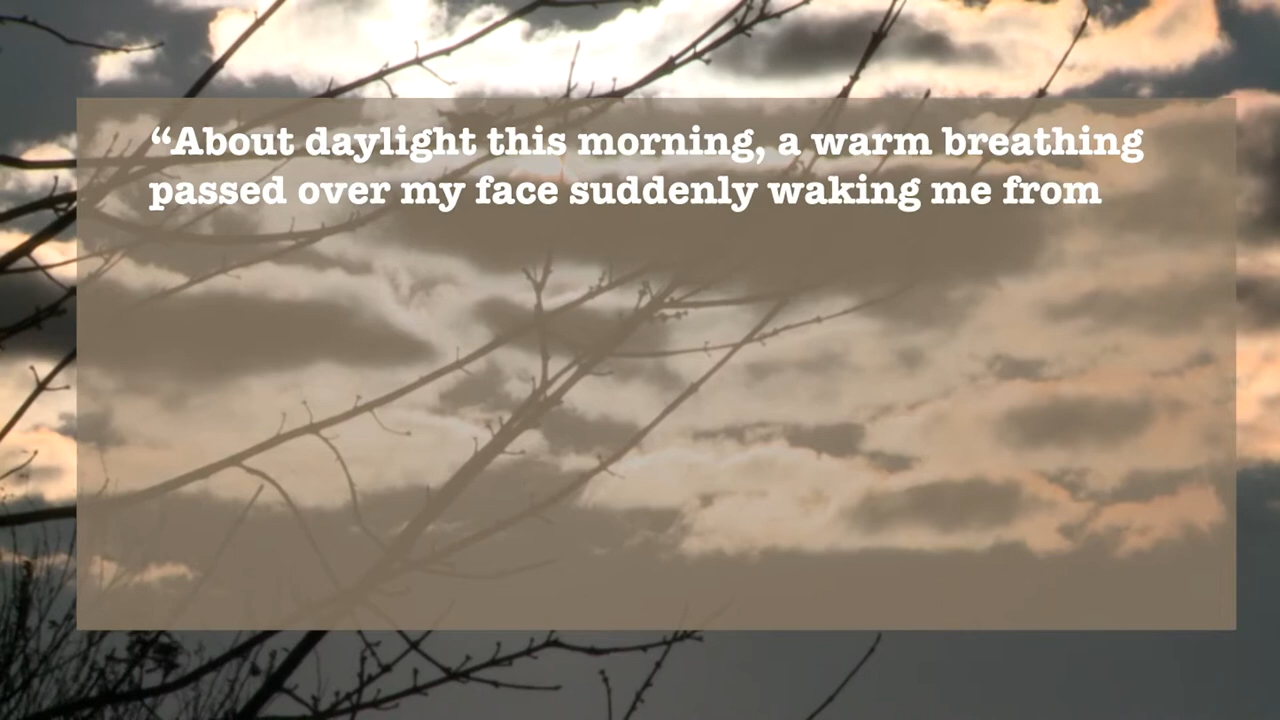 “About daylight this morning, a warm breathing
passed over my face suddenly waking me from